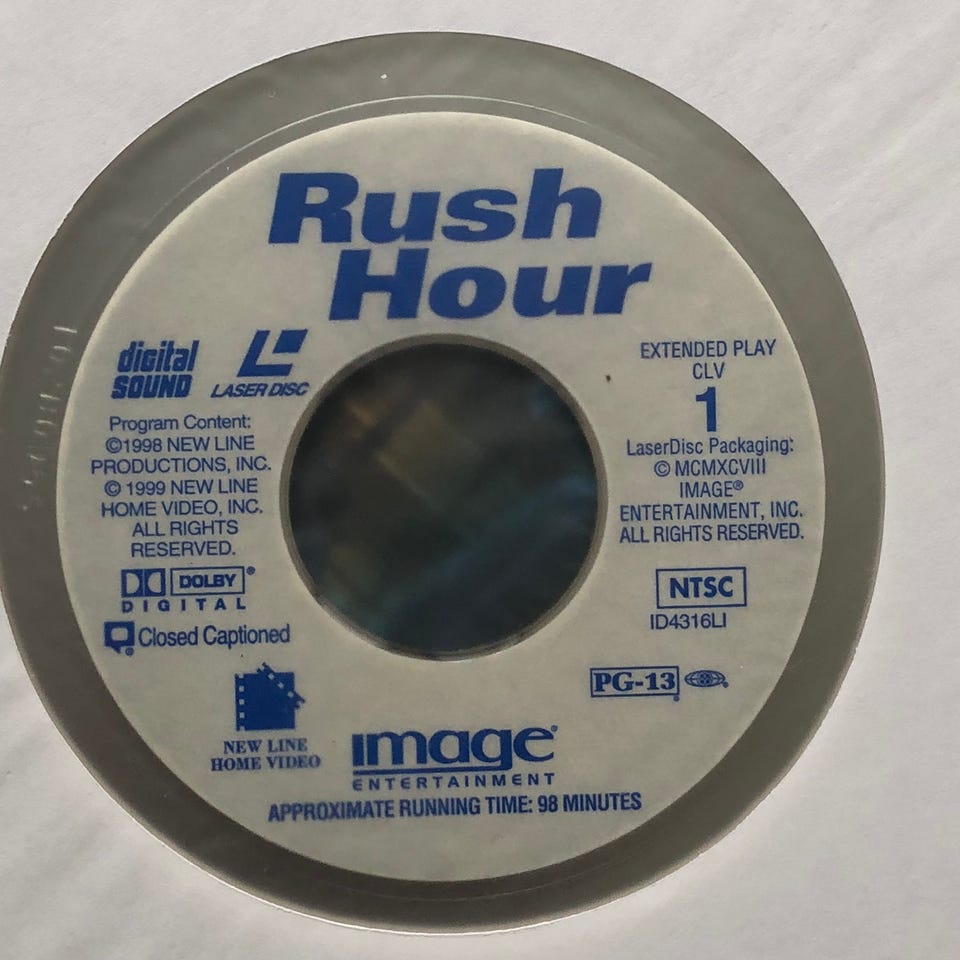 Rush
Hour
digital
SOUND
LASER DISC
Program Content:
©1998 NEW LINE
PRODUCTIONS, INC.
© 1999 NEW LINE
HOME VIDEO, INC.
ALL RIGHTS
RESERVED.
DOLBY®
DIGITAL
Closed Captioned
EXTENDED PLAY
CLV
1
LaserDisc Packaging:
© MCMXCVIII
IMAGE®
ENTERTAINMENT, INC.
ALL RIGHTS RESERVED.
NTSC
ID4316LI
PG-13®
NEW LINE
HOME VIDEO
image®
ENTERTAINMENT
APPROXIMATE RUNNING TIME: 98 MINUTES